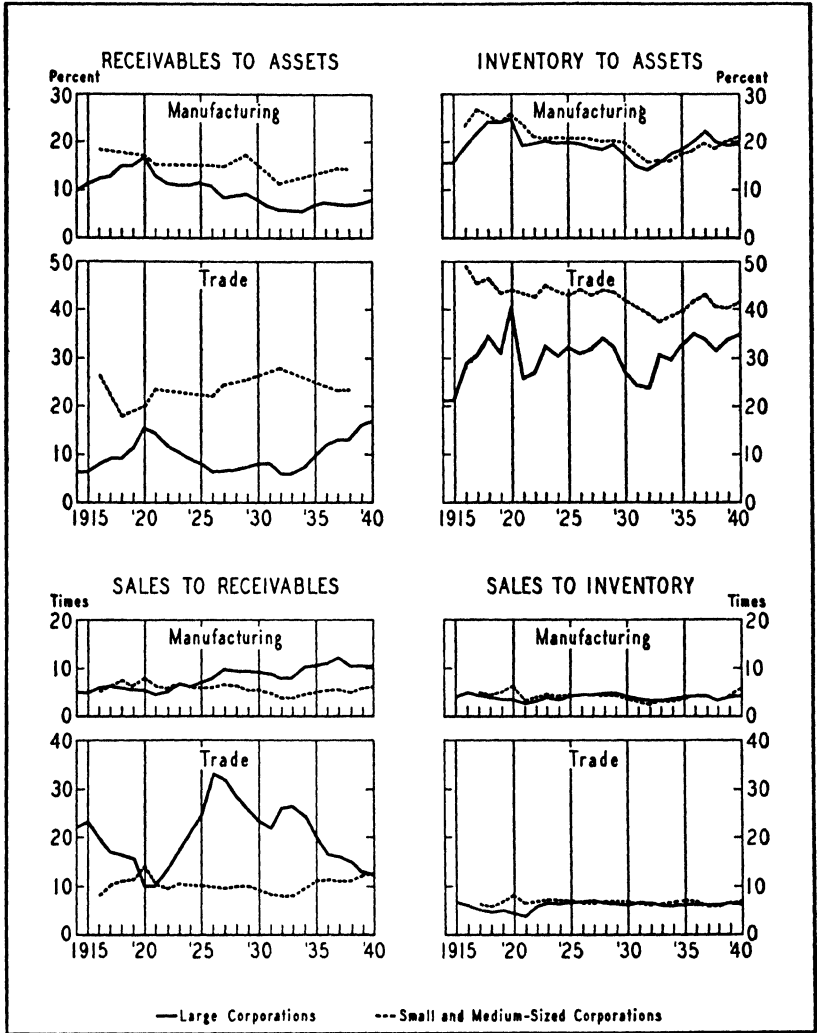 RECEIVABLES TO ASSETS
Percent
Manufacturing
30
20
10
0
Trade
50
40
30
20
10
0
1915 '20 '25 '30 '35 '40
INVENTORY TO ASSETS
Percent
Manufacturing
30
20
10
0
Trade
50
40
30
20
10
0
1915 '20 '25 '30 '35 '40
SALES TO RECEIVABLES
Times
Manufacturing
20
10
0
Trade
40
30
20
10
0
1915 '20 '25 '30 '35 '40
SALES TO INVENTORY
Times
Manufacturing
20
10
0
Trade
40
30
20
10
0
1915 '20 '25 '30 '35 '40
Large Corporations
Small and Medium-Sized Corporations